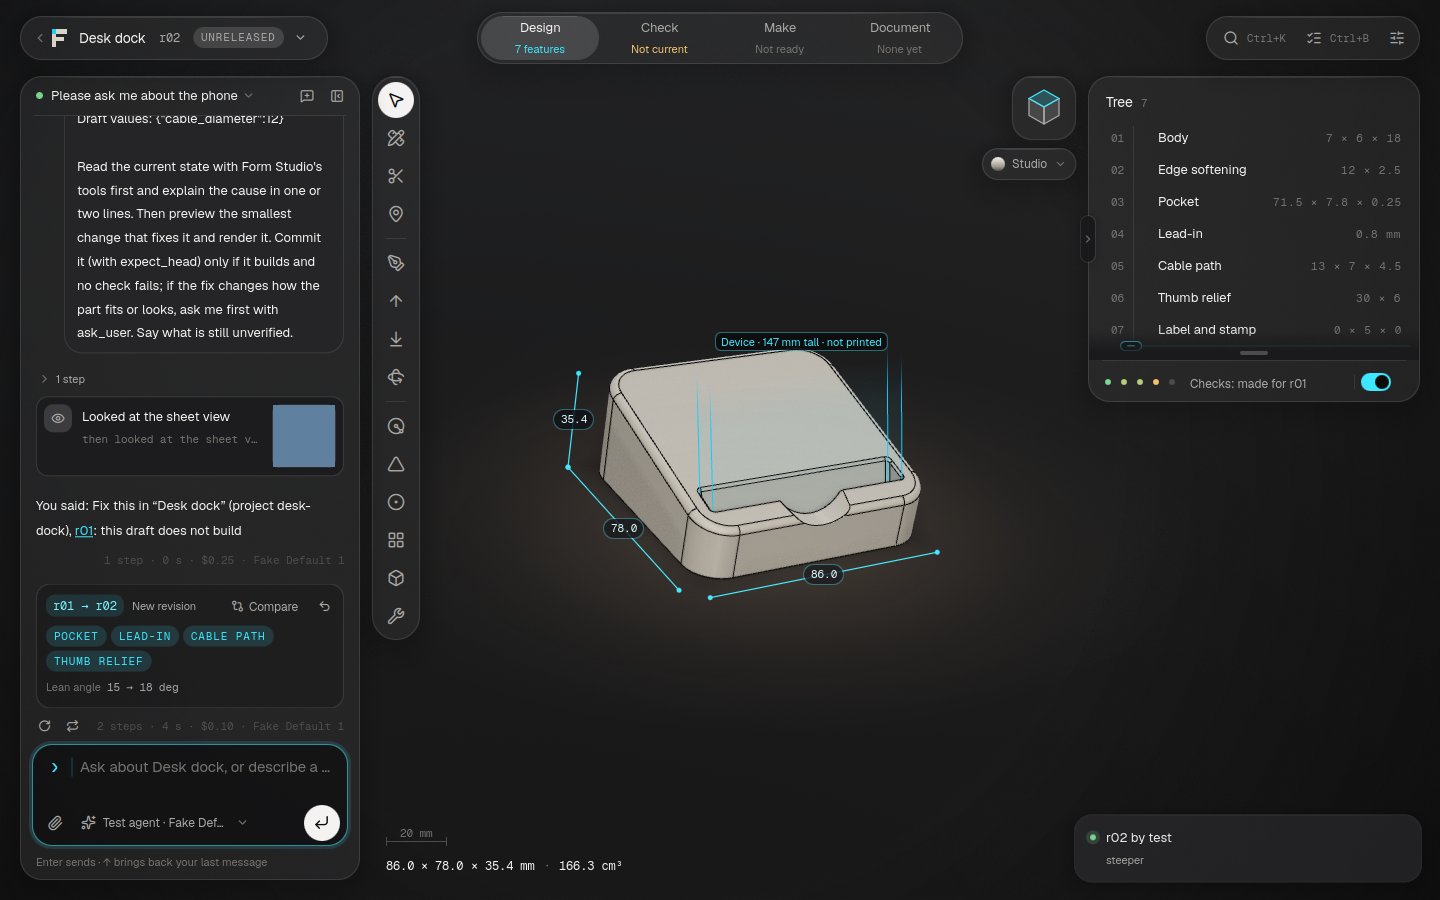 Desk dock r02 UNRELEASED
Design
7 features
Check
Not current
Make
Not ready
Document
None yet
Ctrl+K
Ctrl+B
Please ask me about the phone
Draft values: {"cable_diameter":12}
Read the current state with Form Studio's
tools first and explain the cause in one or
two lines. Then preview the smallest
change that fixes it and render it. Commit
it (with expect_head) only if it builds and
no check fails; if the fix changes how the
part fits or looks, ask me first with
ask_user. Say what is still unverified.
1 step
Looked at the sheet view
then looked at the sheet v…
You said: Fix this in “Desk dock” (project desk-
dock), r01: this draft does not build
1 step · 0 s · $0.25 · Fake Default 1
r01 → r02 New revision Compare
POCKET LEAD-IN CABLE PATH
THUMB RELIEF
Lean angle 15 → 18 deg
2 steps · 4 s · $0.10 · Fake Default 1
Ask about Desk dock, or describe a …
Test agent · Fake Def…
Enter sends · ↑ brings back your last message
Device · 147 mm tall · not printed
35.4
78.0
86.0
20 mm
86.0 × 78.0 × 35.4 mm · 166.3 cm³
Studio
Tree 7
01 Body 7 × 6 × 18
02 Edge softening 12 × 2.5
03 Pocket 71.5 × 7.8 × 0.25
04 Lead-in 0.8 mm
05 Cable path 13 × 7 × 4.5
06 Thumb relief 30 × 6
07 Label and stamp 0 × 5 × 0
Checks: made for r01
r02 by test
steeper